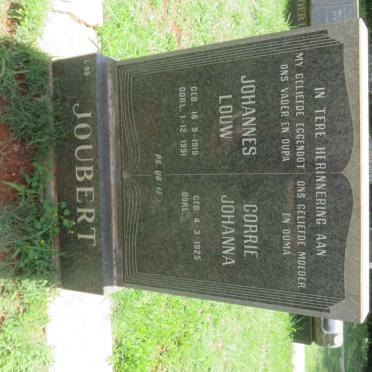 IN TERE HERINNERING AAN
MY GELIEFDE EGGENOOT
ONS VADER EN OUPA
ONS GELIEFDE MOEDER
EN OUMA
JOHANNES
LOUW
GEB. 16·9·1919
OORL. 1·12·1991
CORRIE
JOHANNA
GEB. 4·3·1925
OORL.
PS. 116:15
JOUBERT